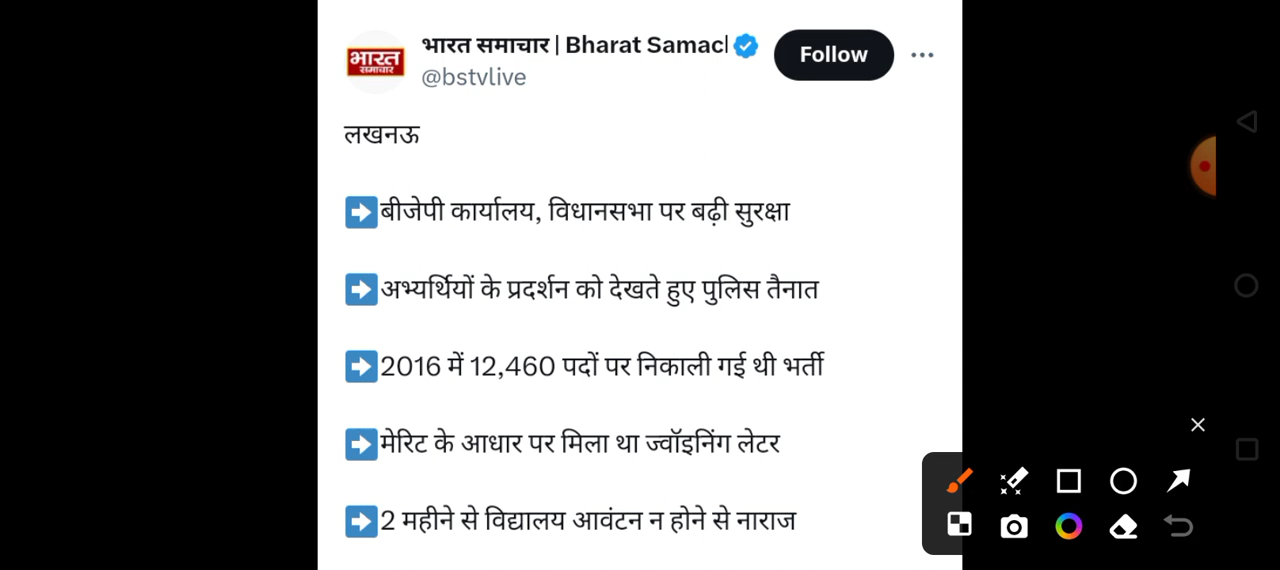 भारत समाचार
भारत समाचार | Bharat Samac
@bstvlive
Follow
लखनऊ
➡️बीजेपी कार्यालय, विधानसभा पर बढ़ी सुरक्षा
➡️अभ्यर्थियों के प्रदर्शन को देखते हुए पुलिस तैनात
➡️2016 में 12,460 पदों पर निकाली गई थी भर्ती
➡️मेरिट के आधार पर मिला था ज्वॉइनिंग लेटर
➡️2 महीने से विद्यालय आवंटन न होने से नाराज